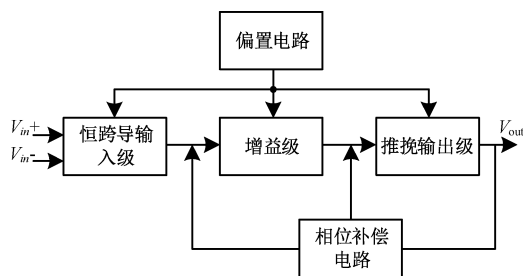 偏置电路
Vin+
Vin-
恒跨导输
入级
增益级
推挽输出级
Vout
相位补偿
电路